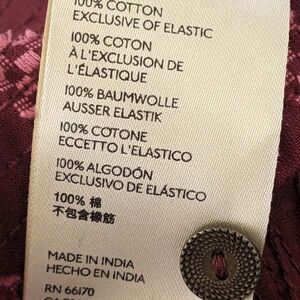 100% COTTON
EXCLUSIVE OF ELASTIC
100% COTON
À L'EXCLUSION DE
L'ÉLASTIQUE
100% BAUMWOLLE
AUSSER ELASTIK
100% COTONE
ECCETTO L'ELASTICO
100% ALGODÓN
EXCLUSIVO DE ELÁSTICO
100% 棉
不包含橡筋
MADE IN INDIA
HECHO EN INDIA
RN 66170